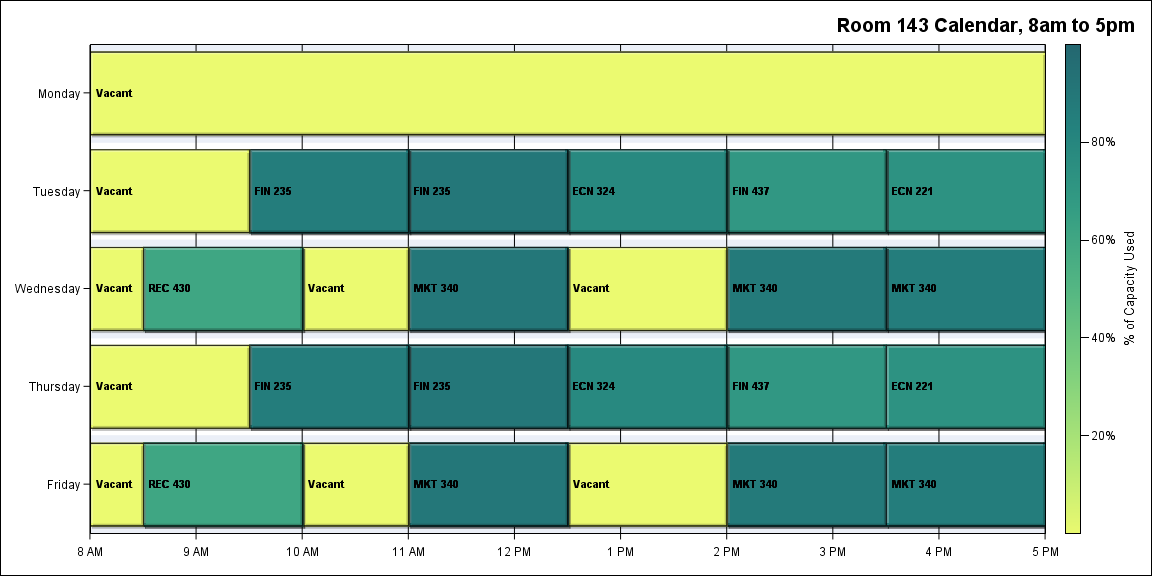 Room 143 Calendar, 8am to 5pm
Monday
Vacant
Tuesday
Vacant
FIN 235
FIN 235
ECN 324
FIN 437
ECN 221
Wednesday
Vacant
REC 430
Vacant
MKT 340
Vacant
MKT 340
MKT 340
Thursday
Vacant
FIN 235
FIN 235
ECN 324
FIN 437
ECN 221
Friday
Vacant
REC 430
Vacant
MKT 340
Vacant
MKT 340
MKT 340
8 AM
9 AM
10 AM
11 AM
12 PM
1 PM
2 PM
3 PM
4 PM
5 PM
80%
60%
40%
20%
% of Capacity Used